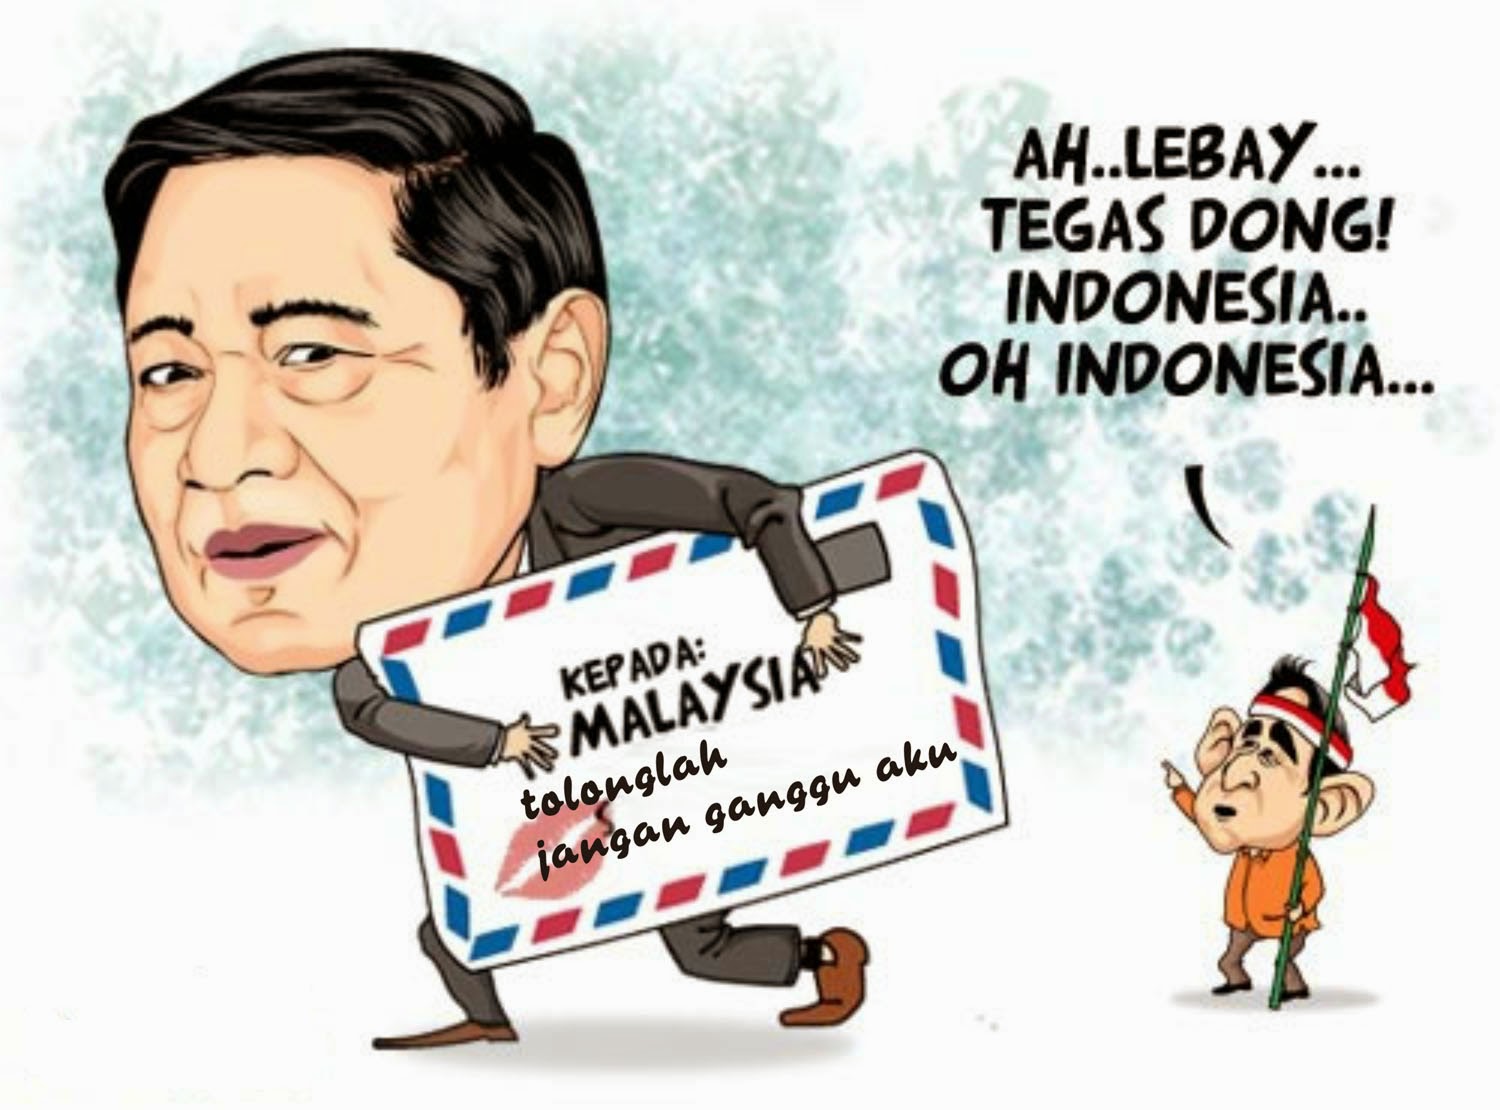 AH..LEBAY...
TEGAS DONG!
INDONESIA..
OH INDONESIA...
KEPADA:
MALAYSIA
tolonglah
jangan ganggu aku